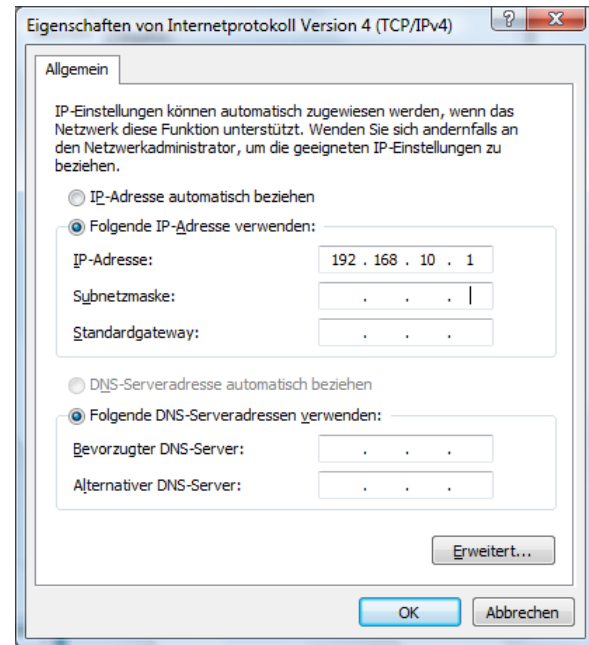 Eigenschaften von Internetprotokoll Version 4 (TCP/IPv4)
?
Allgemein
IP-Einstellungen können automatisch zugewiesen werden, wenn das
Netzwerk diese Funktion unterstützt. Wenden Sie sich andernfalls an
den Netzwerkadministrator, um die geeigneten IP-Einstellungen zu
beziehen.
IP-Adresse automatisch beziehen
Folgende IP-Adresse verwenden:
IP-Adresse: 192 . 168 . 10 . 1
Subnetzmaske: . . .
Standardgateway: . . .
DNS-Serveradresse automatisch beziehen
Folgende DNS-Serveradressen verwenden:
Bevorzugter DNS-Server: . . .
Alternativer DNS-Server: . . .
Erweitert...
OK Abbrechen